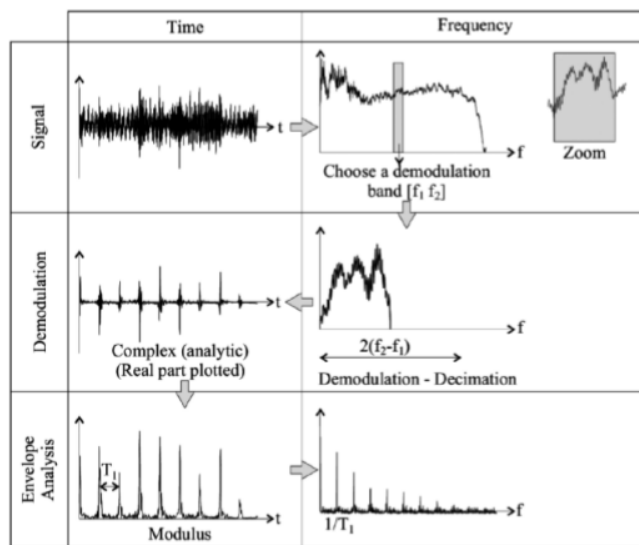 Time
Frequency
Signal
t
f
Zoom
Choose a demodulation
band [f₁ f₂]
Demodulation
t
Complex (analytic)
(Real part plotted)
f
2(f₂-f₁)
Demodulation - Decimation
Envelope
Analysis
T₁
t
Modulus
1/T₁
f